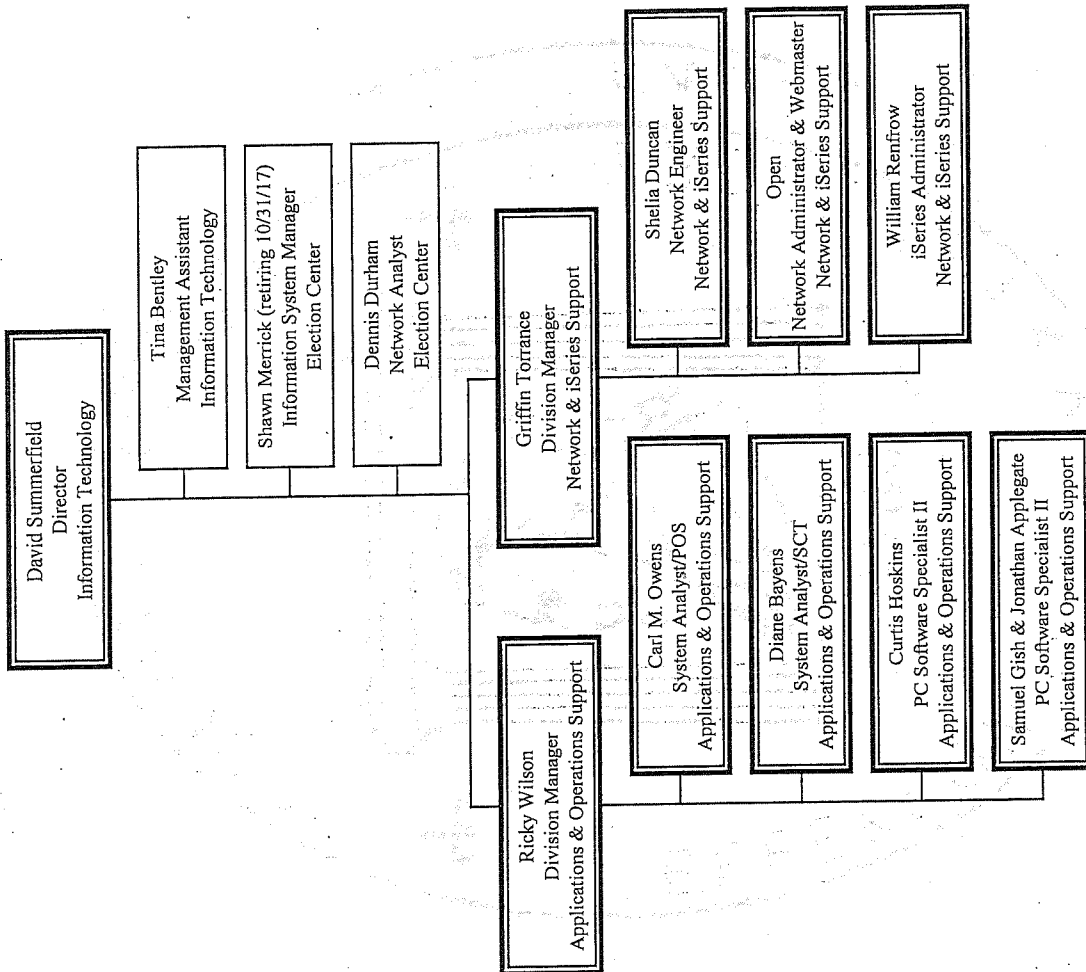 David Summerfield
Director
Information Technology
Tina Bentley
Management Assistant
Information Technology
Shawn Merrick (retiring 10/31/17)
Information System Manager
Election Center
Dennis Durham
Network Analyst
Election Center
Ricky Wilson
Division Manager
Applications & Operations Support
Griffin Torrance
Division Manager
Network & iSeries Support
Carl M. Owens
System Analyst/POS
Applications & Operations Support
Diane Bayens
System Analyst/SCT
Applications & Operations Support
Curtis Hoskins
PC Software Specialist II
Applications & Operations Support
Samuel Gish & Jonathan Applegate
PC Software Specialist II
Applications & Operations Support
Shelia Duncan
Network Engineer
Network & iSeries Support
Open
Network Administrator & Webmaster
Network & iSeries Support
William Renfrow
iSeries Administrator
Network & iSeries Support